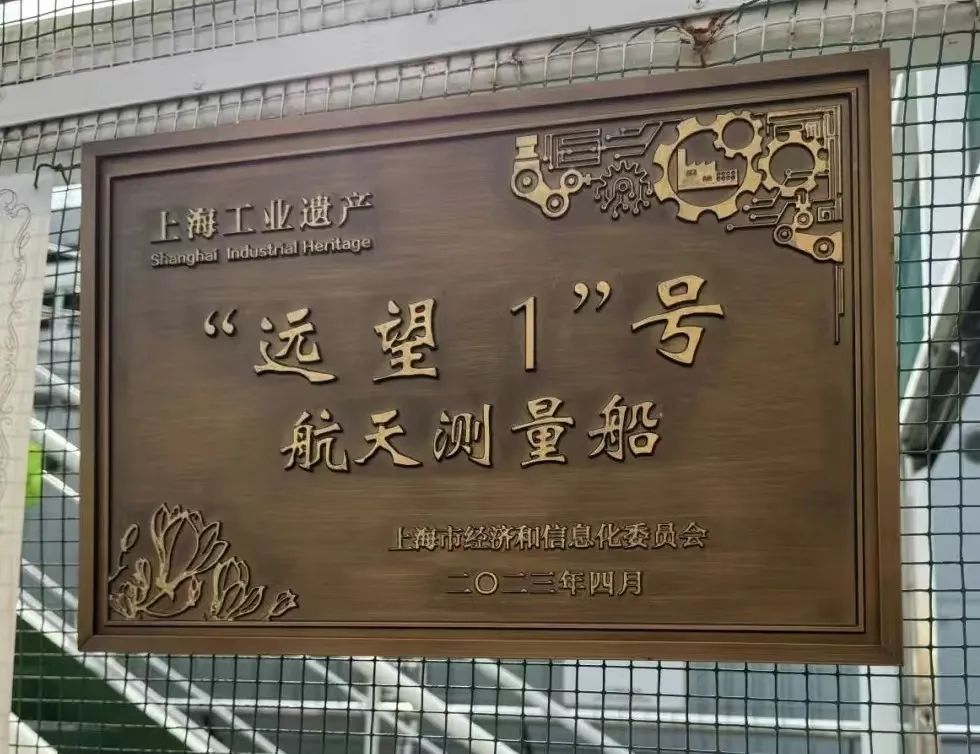 上海工业遗产
Shanghai Industrial Heritage
“远望1”号
航天测量船
上海市经济和信息化委员会
二〇二三年四月